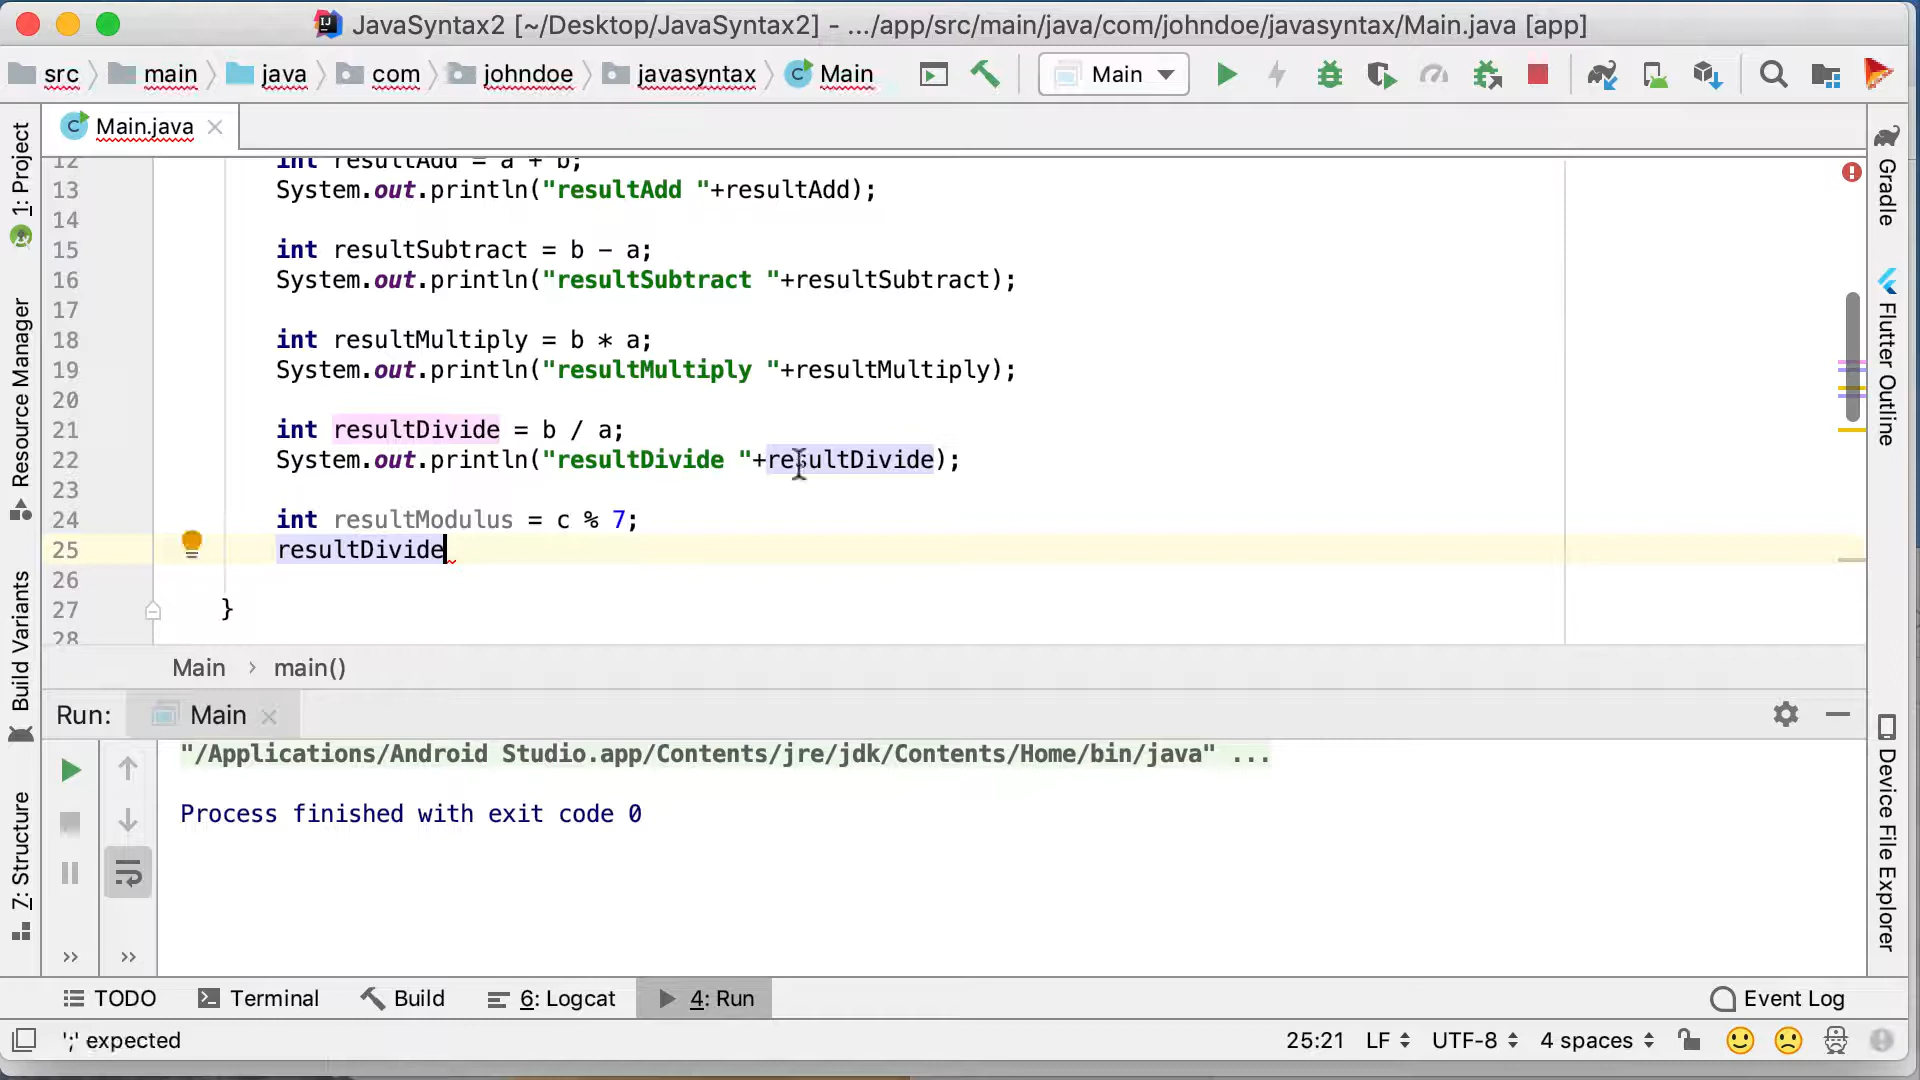 JavaSyntax2 [~/Desktop/JavaSyntax2] - .../app/src/main/java/com/johndoe/javasyntax/Main.java [app]
src main java com johndoe javasyntax Main Main
Main.java
12 int resultAdd = a + b;
13 System.out.println("resultAdd "+resultAdd);
14
15 int resultSubtract = b - a;
16 System.out.println("resultSubtract "+resultSubtract);
17
18 int resultMultiply = b * a;
19 System.out.println("resultMultiply "+resultMultiply);
20
21 int resultDivide = b / a;
22 System.out.println("resultDivide "+resultDivide);
23
24 int resultModulus = c % 7;
25 resultDivide
26
27 }
28
Main › main()
Run: Main
"/Applications/Android Studio.app/Contents/jre/jdk/Contents/Home/bin/java" ...
Process finished with exit code 0
TODO Terminal Build 6: Logcat 4: Run Event Log
';' expected 25:21 LF UTF-8 4 spaces
1: Project
Resource Manager
Build Variants
7: Structure
Gradle
Flutter Outline
Device File Explorer